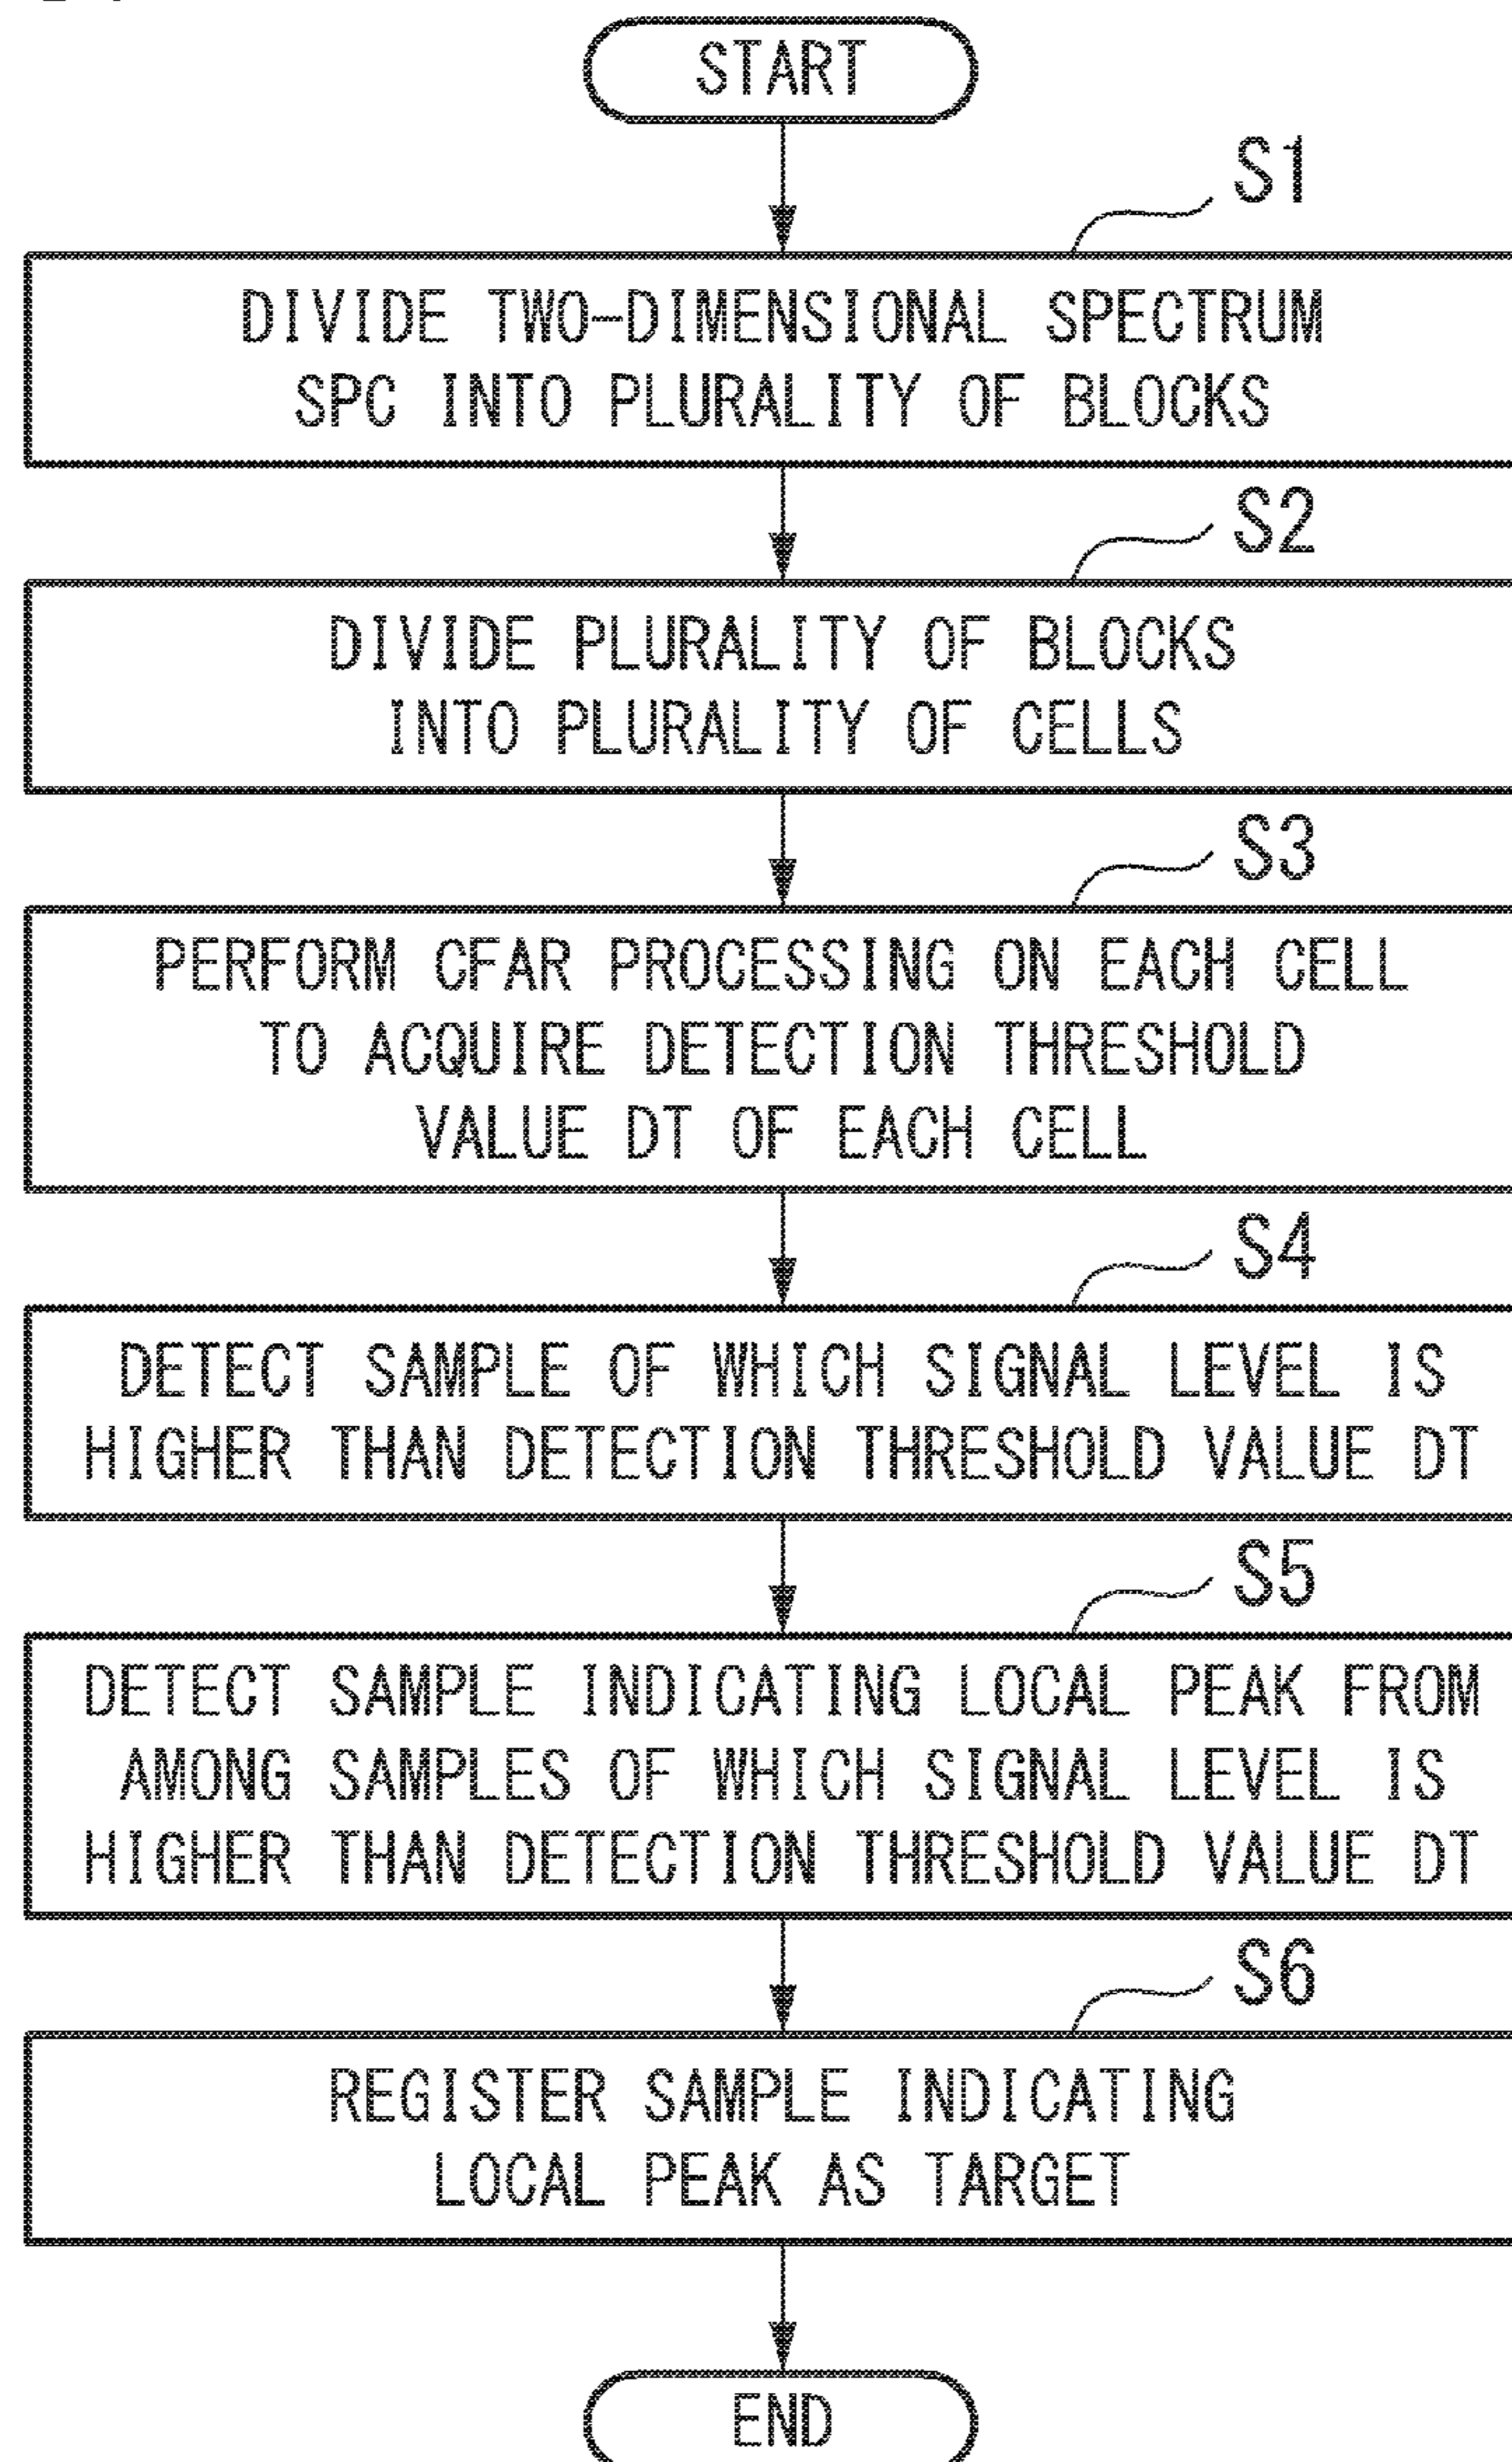 START
S1
DIVIDE TWO-DIMENSIONAL SPECTRUM
SPC INTO PLURALITY OF BLOCKS
S2
DIVIDE PLURALITY OF BLOCKS
INTO PLURALITY OF CELLS
S3
PERFORM CFAR PROCESSING ON EACH CELL
TO ACQUIRE DETECTION THRESHOLD
VALUE DT OF EACH CELL
S4
DETECT SAMPLE OF WHICH SIGNAL LEVEL IS
HIGHER THAN DETECTION THRESHOLD VALUE DT
S5
DETECT SAMPLE INDICATING LOCAL PEAK FROM
AMONG SAMPLES OF WHICH SIGNAL LEVEL IS
HIGHER THAN DETECTION THRESHOLD VALUE DT
S6
REGISTER SAMPLE INDICATING
LOCAL PEAK AS TARGET
END